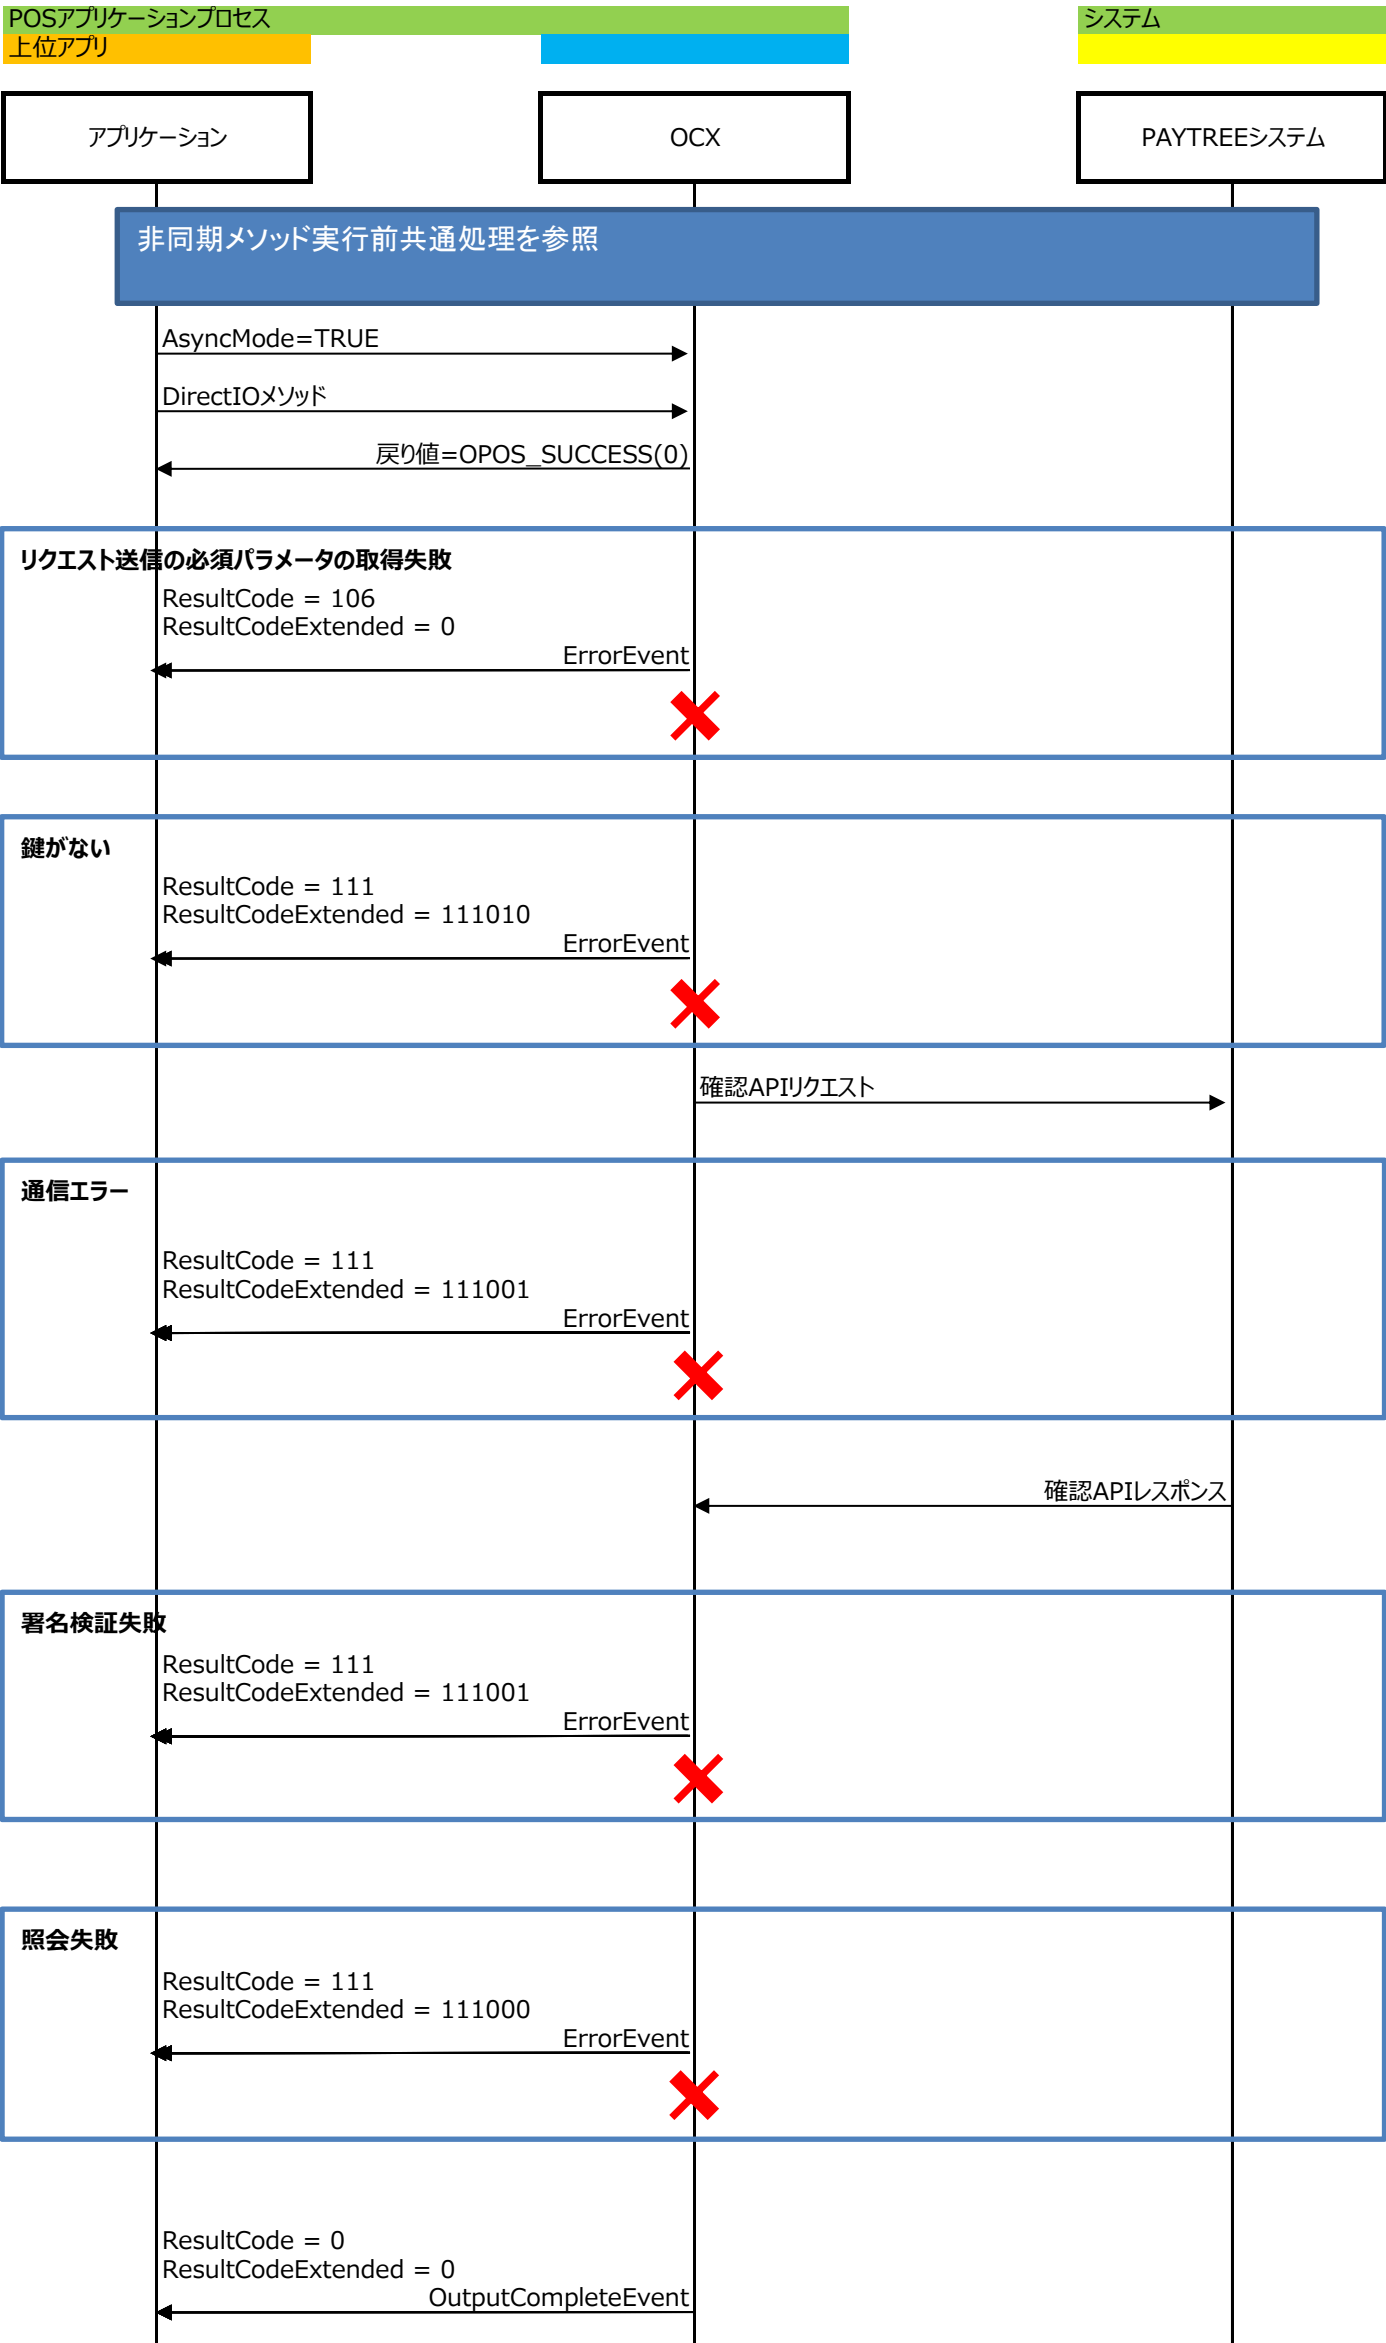 POSアプリケーションプロセス
システム
上位アプリ
アプリケーション
OCX
PAYTREEシステム
非同期メソッド実行前共通処理を参照
AsyncMode=TRUE
DirectIOメソッド
戻り値=OPOS_SUCCESS(0)
リクエスト送信の必須パラメータの取得失敗
ResultCode = 106
ResultCodeExtended = 0
ErrorEvent
鍵がない
ResultCode = 111
ResultCodeExtended = 111010
ErrorEvent
確認APIリクエスト
通信エラー
ResultCode = 111
ResultCodeExtended = 111001
ErrorEvent
確認APIレスポンス
署名検証失敗
ResultCode = 111
ResultCodeExtended = 111001
ErrorEvent
照会失敗
ResultCode = 111
ResultCodeExtended = 111000
ErrorEvent
ResultCode = 0
ResultCodeExtended = 0
OutputCompleteEvent